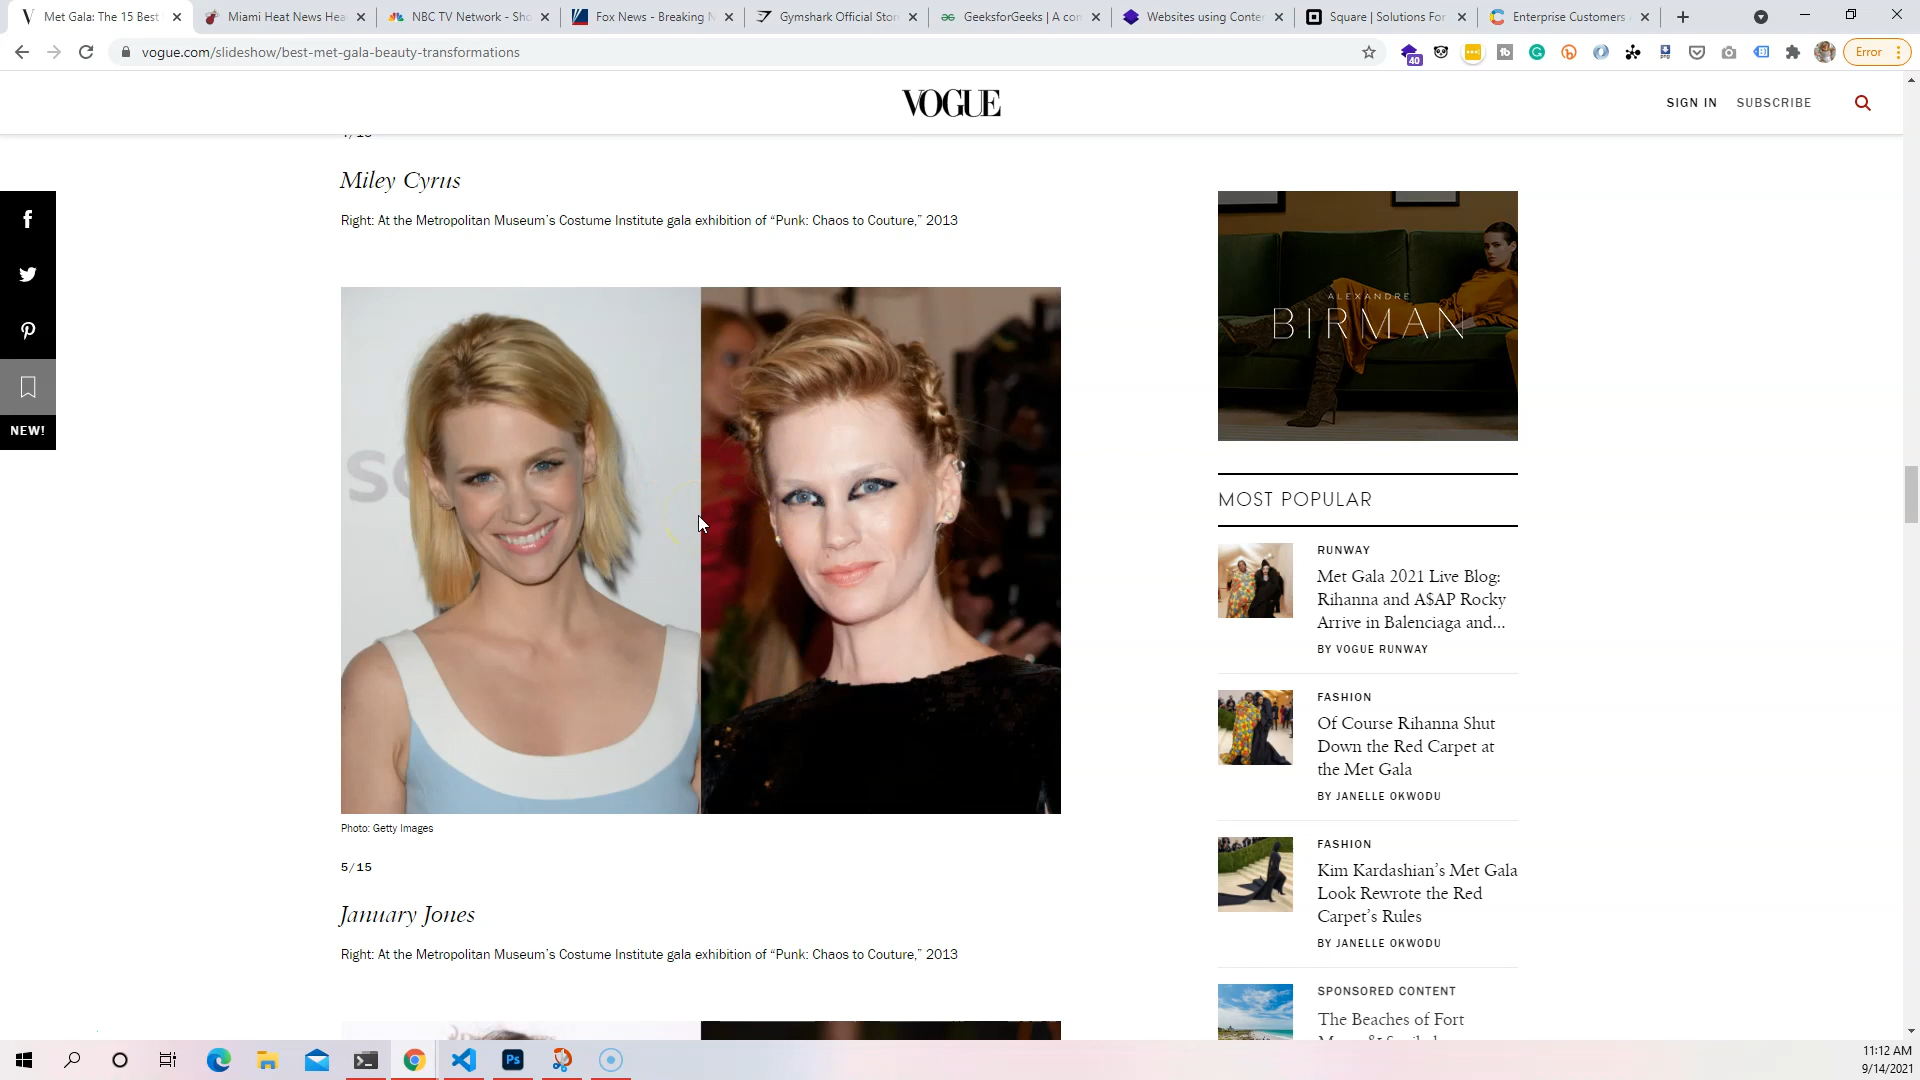 Met Gala: The 15 Best
Miami Heat News Hea
NBC TV Network - Sho
Fox News - Breaking N
Gymshark Official Stor
GeeksforGeeks | A con
Websites using Conter
Square | Solutions For
Enterprise Customers
vogue.com/slideshow/best-met-gala-beauty-transformations
40
Error
VOGUE
SIGN IN
SUBSCRIBE
Miley Cyrus
Right: At the Metropolitan Museum’s Costume Institute gala exhibition of “Punk: Chaos to Couture,” 2013
NEW!
Photo: Getty Images
5/15
January Jones
Right: At the Metropolitan Museum’s Costume Institute gala exhibition of “Punk: Chaos to Couture,” 2013
ALEXANDRE
BIRMAN
MOST POPULAR
RUNWAY
Met Gala 2021 Live Blog:
Rihanna and A$AP Rocky
Arrive in Balenciaga and...
BY VOGUE RUNWAY
FASHION
Of Course Rihanna Shut
Down the Red Carpet at
the Met Gala
BY JANELLE OKWODU
FASHION
Kim Kardashian’s Met Gala
Look Rewrote the Red
Carpet’s Rules
BY JANELLE OKWODU
SPONSORED CONTENT
The Beaches of Fort
Ps
11:12 AM
9/14/2021